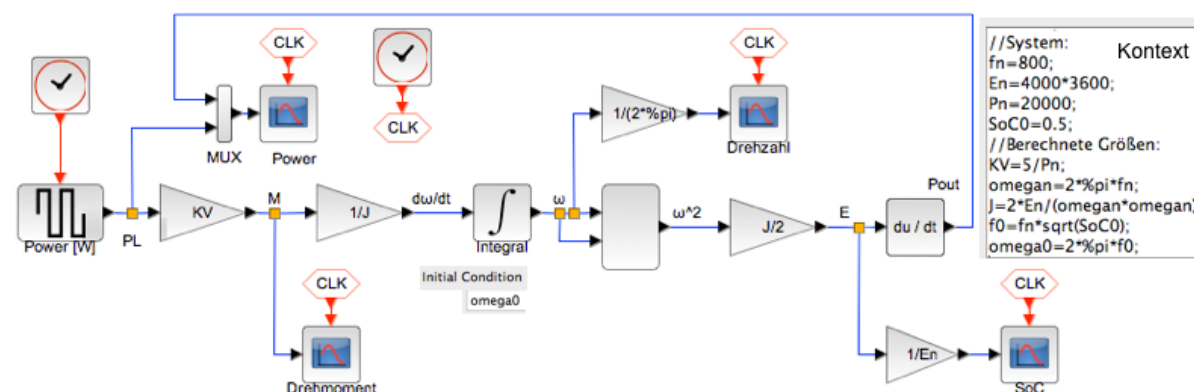 CLK
CLK
//System:
Kontext
fn=800;
En=4000*3600;
Pn=20000;
SoC0=0.5;
//Berechnete Größen:
KV=5/Pn;
omegan=2*%pi*fn;
J=2*En/(omegan*omegan)
f0=fn*sqrt(SoC0);
omega0=2*%pi*f0;
CLK
1/(2*%pi)
MUX
Power
Drehzahl
Power [W]
PL
KV
M
1/J
dω/dt
Integral
ω
ω^2
J/2
E
Pout
du / dt
Initial Condition
omega0
CLK
Drehmoment
CLK
1/En
SoC